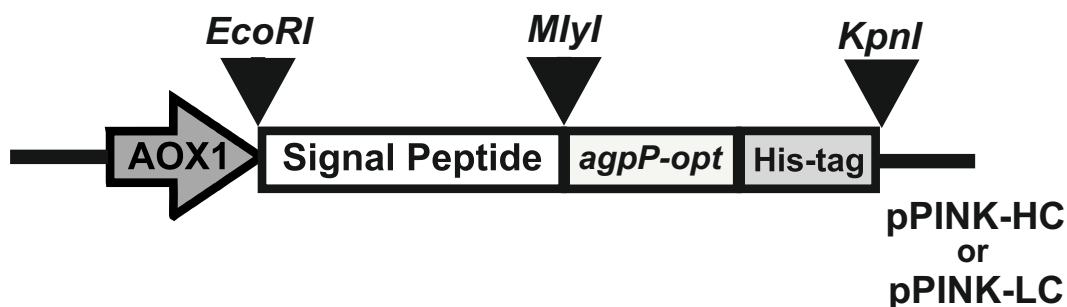 EcoRI MlyI KpnI
AOX1 Signal Peptide agpP-opt His-tag
pPINK-HC
or
pPINK-LC